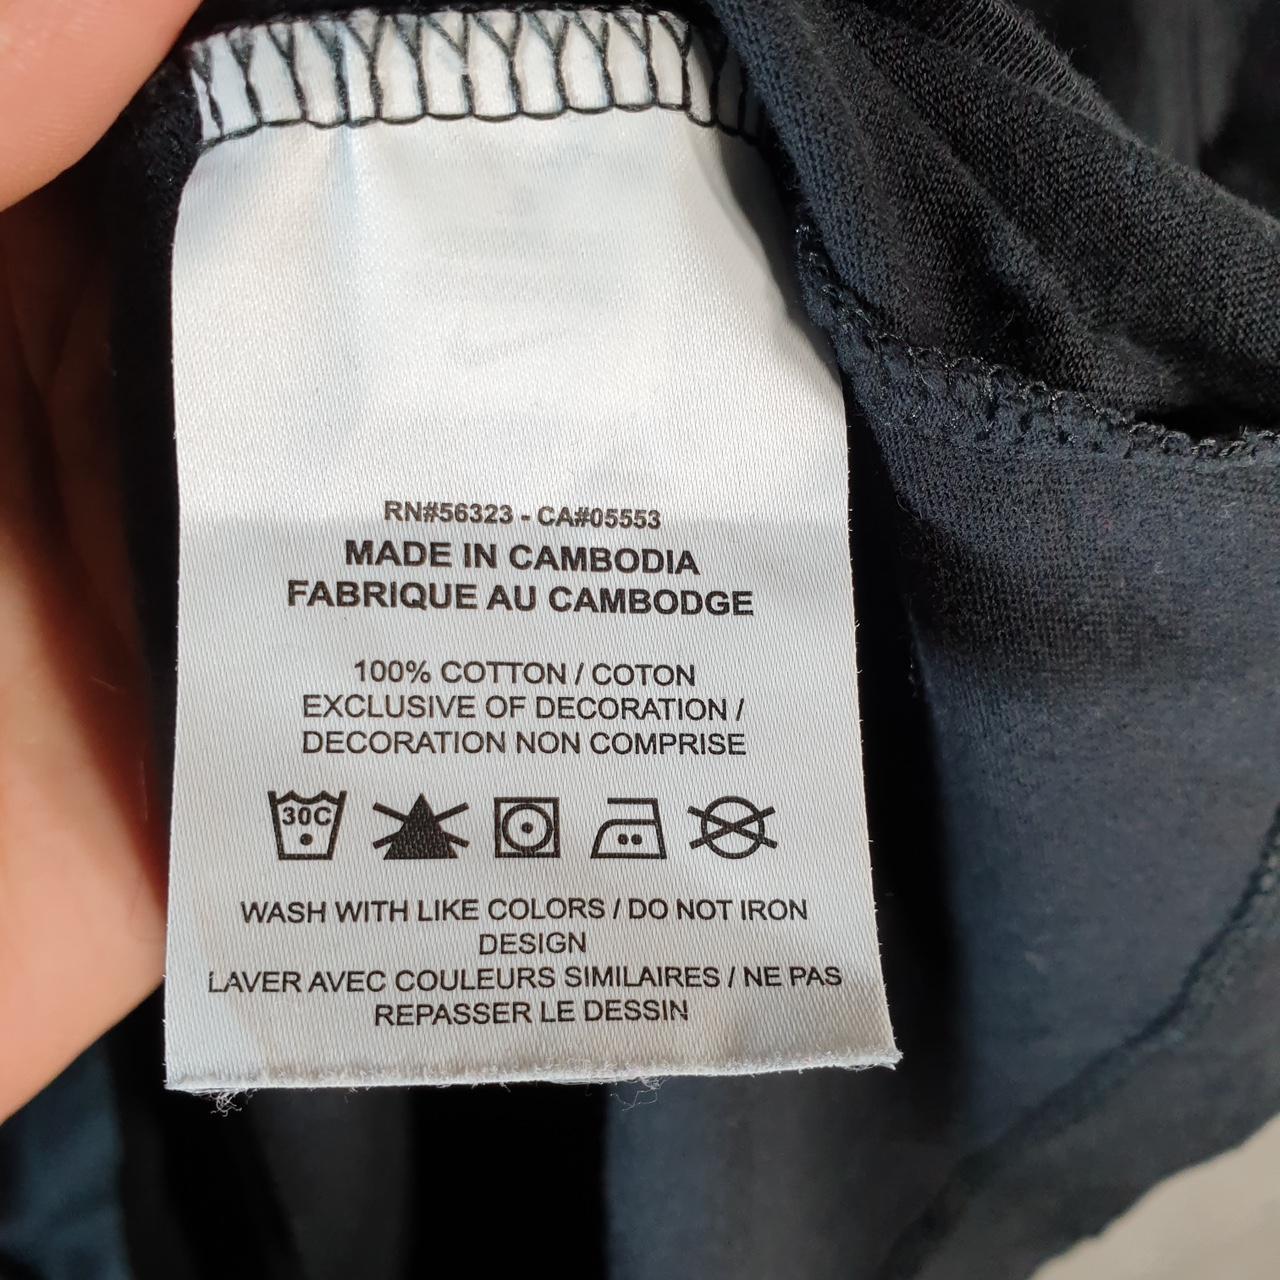 RN#56323 - CA#05553
MADE IN CAMBODIA
FABRIQUE AU CAMBODGE
100% COTTON / COTON
EXCLUSIVE OF DECORATION /
DECORATION NON COMPRISE
30C
WASH WITH LIKE COLORS / DO NOT IRON
DESIGN
LAVER AVEC COULEURS SIMILAIRES / NE PAS
REPASSER LE DESSIN